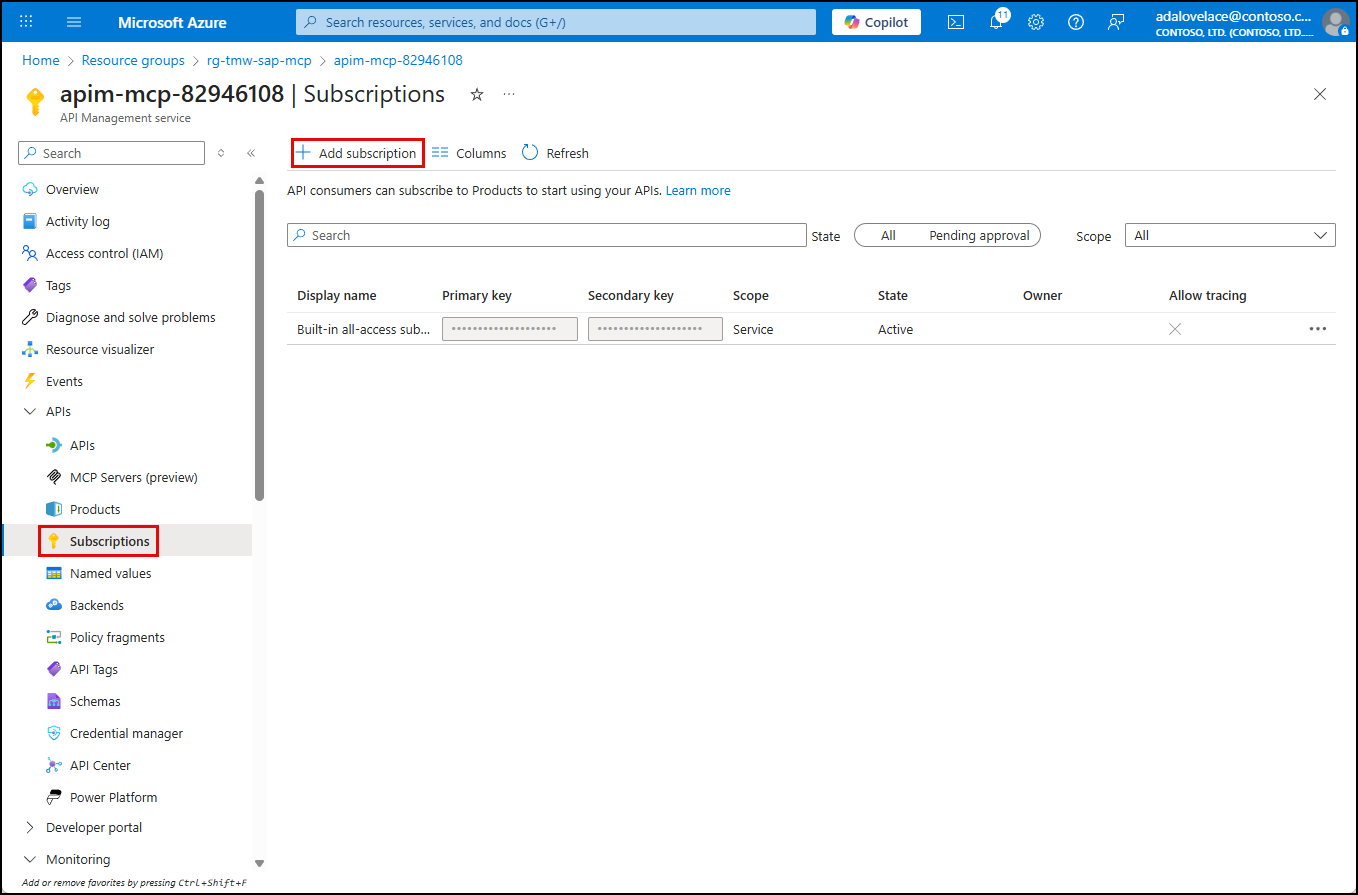 Microsoft Azure
Search resources, services, and docs (G+/)
Copilot
11
adalovelace@contoso.c...
CONTOSO, LTD. (CONTOSO, LTD....
Home > Resource groups > rg-tmw-sap-mcp > apim-mcp-82946108
apim-mcp-82946108 | Subscriptions
API Management service
Search
Overview
Activity log
Access control (IAM)
Tags
Diagnose and solve problems
Resource visualizer
Events
APIs
APIs
MCP Servers (preview)
Products
Subscriptions
Named values
Backends
Policy fragments
API Tags
Schemas
Credential manager
API Center
Power Platform
Developer portal
Monitoring
Add or remove favorites by pressing Ctrl+Shift+F
Add subscription Columns Refresh
API consumers can subscribe to Products to start using your APIs. Learn more
Search State All Pending approval Scope All
Display name Primary key Secondary key Scope State Owner Allow tracing
Built-in all-access sub... Service Active